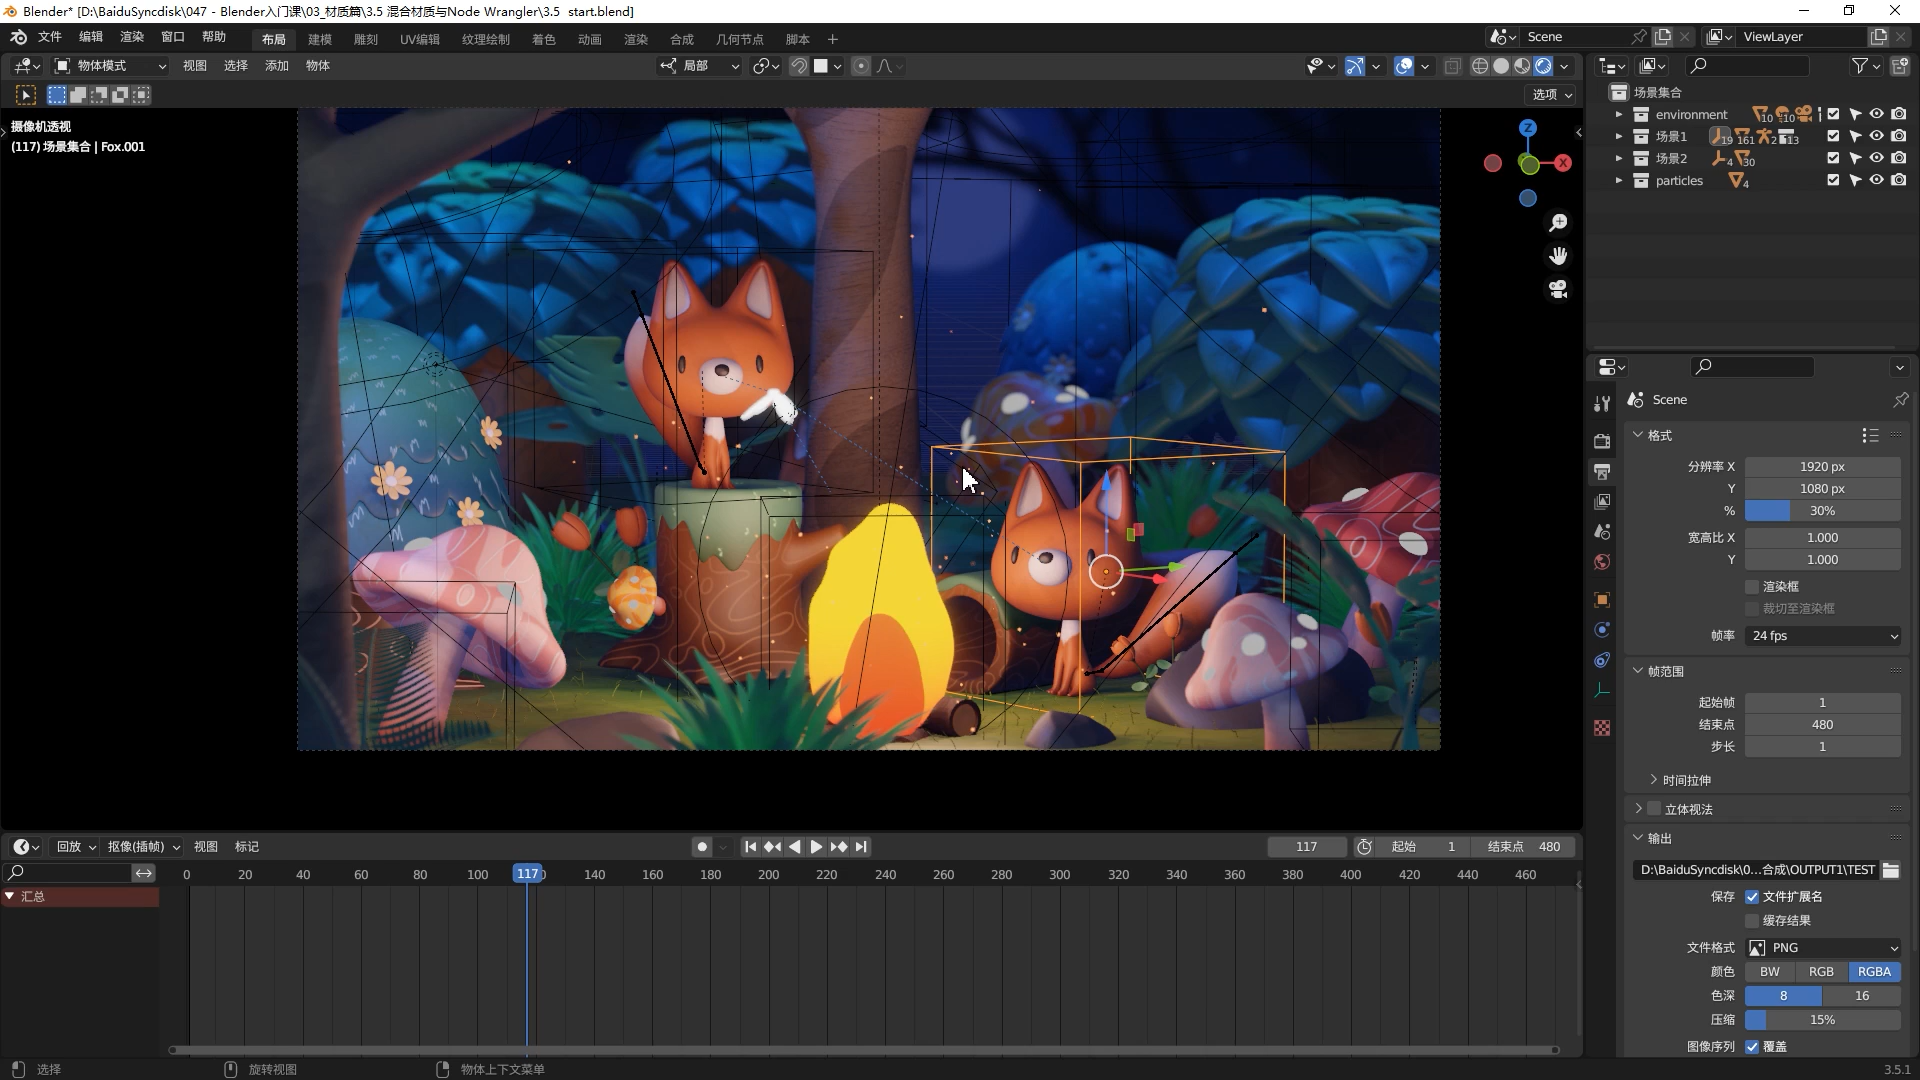 Blender* [D:\BaiduSyncdisk\047 - Blender入门课\03_材质篇\3.5 混合材质与Node Wrangler\3.5 start.blend]
文件 编辑 渲染 窗口 帮助 布局 建模 雕刻 UV编辑 纹理绘制 着色 动画 渲染 合成 几何节点 脚本 +
Scene ViewLayer
物体模式 视图 选择 添加 物体 局部
选项
摄像机透视
(117) 场景集合 | Fox.001
Z
X
场景集合
environment 10 10
场景1 19 161 2 13
场景2 4 30
particles 4
Scene
格式
分辨率 X 1920 px
Y 1080 px
% 30%
宽高比 X 1.000
Y 1.000
渲染框
裁切至渲染框
帧率 24 fps
帧范围
起始帧 1
结束点 480
步长 1
时间拉伸
立体视法
输出
D:\BaiduSyncdisk\0...合成\OUTPUT1\TEST
保存 文件扩展名
缓存结果
文件格式 PNG
颜色 BW RGB RGBA
色深 8 16
压缩 15%
图像序列 覆盖
回放 抠像(插帧) 视图 标记 117 起始 1 结束点 480
0 20 40 60 80 100 117 140 160 180 200 220 240 260 280 300 320 340 360 380 400 420 440 460
汇总
选择 旋转视图 物体上下文菜单 3.5.1